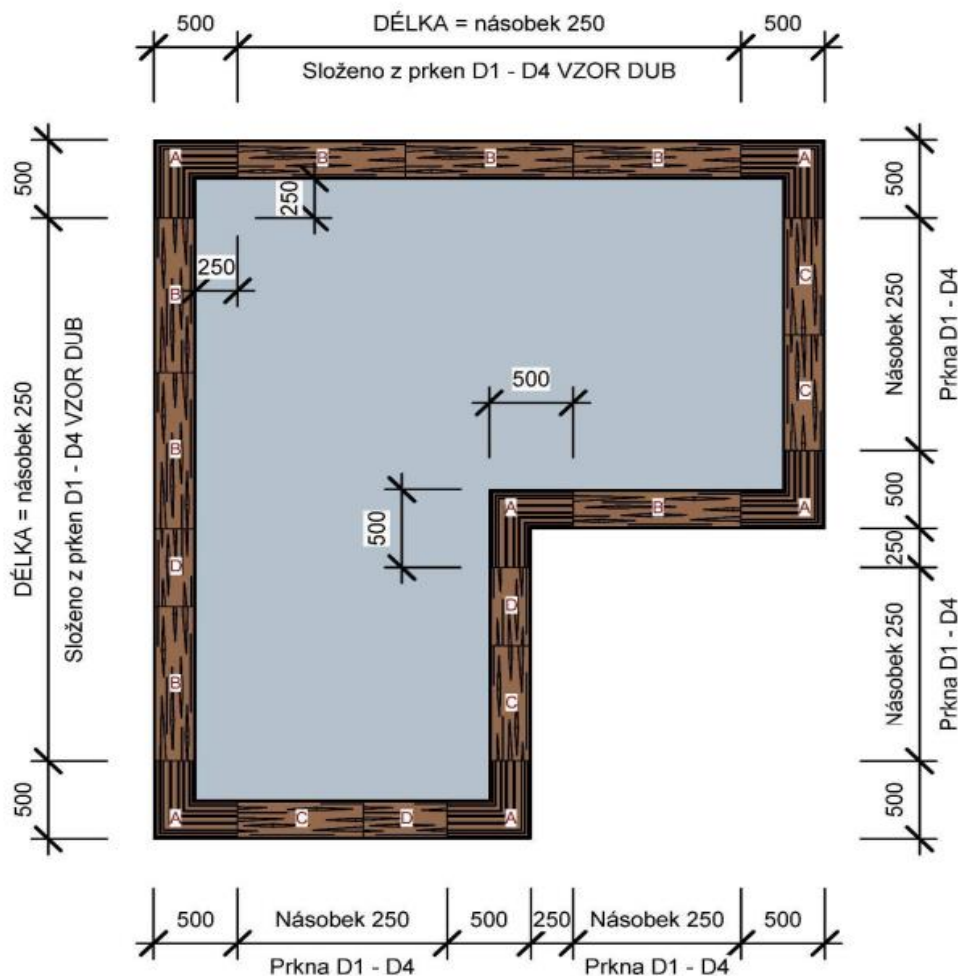 500 DÉLKA = násobek 250 500
Složeno z prken D1 - D4 VZOR DUB
A B B B A
500
500
250
250
B
C
Násobek 250
Prkna D1 - D4
DÉLKA = násobek 250
Složeno z prken D1 - D4 VZOR DUB
500
C
B
500
A B A
500
250
D
D
Násobek 250
Prkna D1 - D4
B
C
500
500
A C D A
500 Násobek 250 500 250 Násobek 250 500
Prkna D1 - D4 Prkna D1 - D4